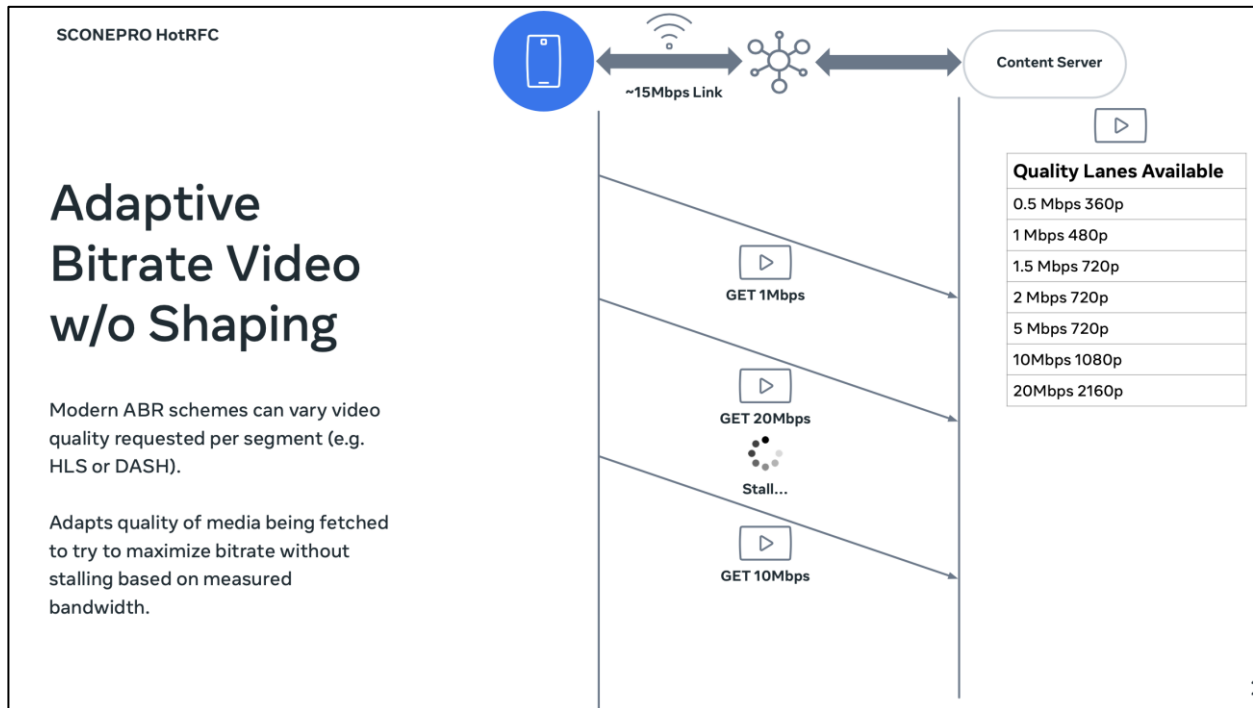 SCONEPRO HotRFC
~15Mbps Link
Content Server
Adaptive
Bitrate Video
w/o Shaping
Modern ABR schemes can vary video
quality requested per segment (e.g.
HLS or DASH).
Adapts quality of media being fetched
to try to maximize bitrate without
stalling based on measured
bandwidth.
GET 1Mbps
GET 20Mbps
Stall...
GET 10Mbps
Quality Lanes Available
0.5 Mbps 360p
1 Mbps 480p
1.5 Mbps 720p
2 Mbps 720p
5 Mbps 720p
10Mbps 1080p
20Mbps 2160p